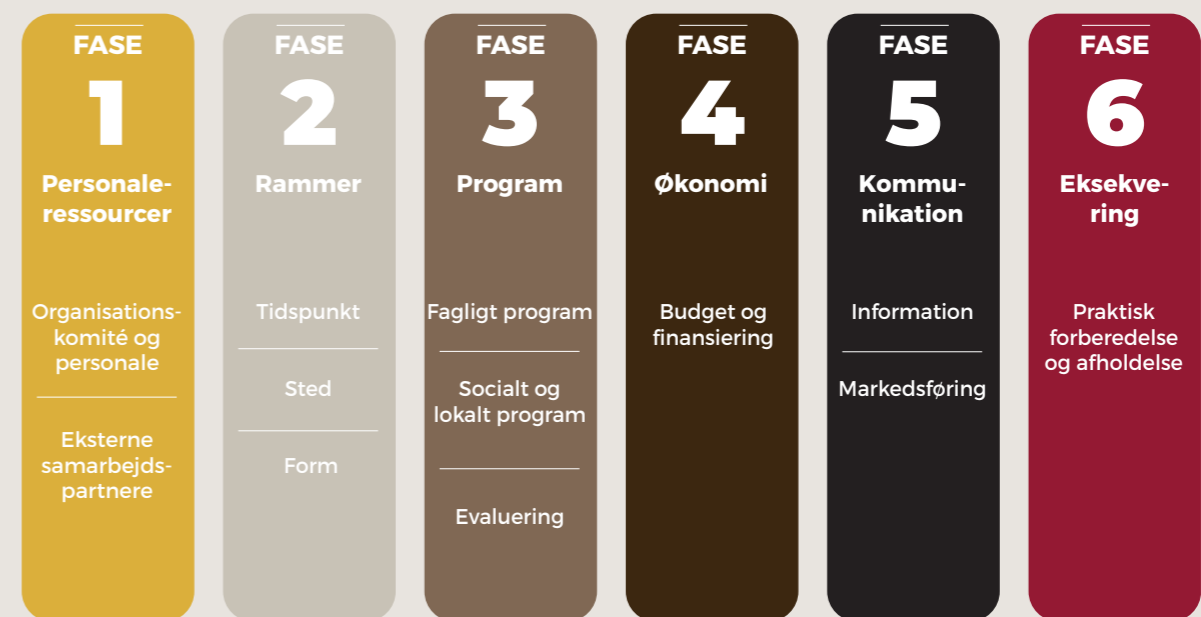 FASE
1
Personale-
ressourcer
Organisations-
komité og
personale
Eksterne
samarbejds-
partnere
FASE
2
Rammer
Tidspunkt
Sted
Form
FASE
3
Program
Fagligt program
Socialt og
lokalt program
Evaluering
FASE
4
Økonomi
Budget og
finansiering
FASE
5
Kommu-
nikation
Information
Markedsføring
FASE
6
Eksekve-
ring
Praktisk
forberedelse
og afholdelse